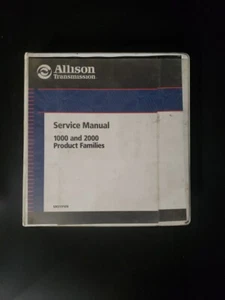 Allison
Transmission
Service Manual
1000 and 2000
Product Families